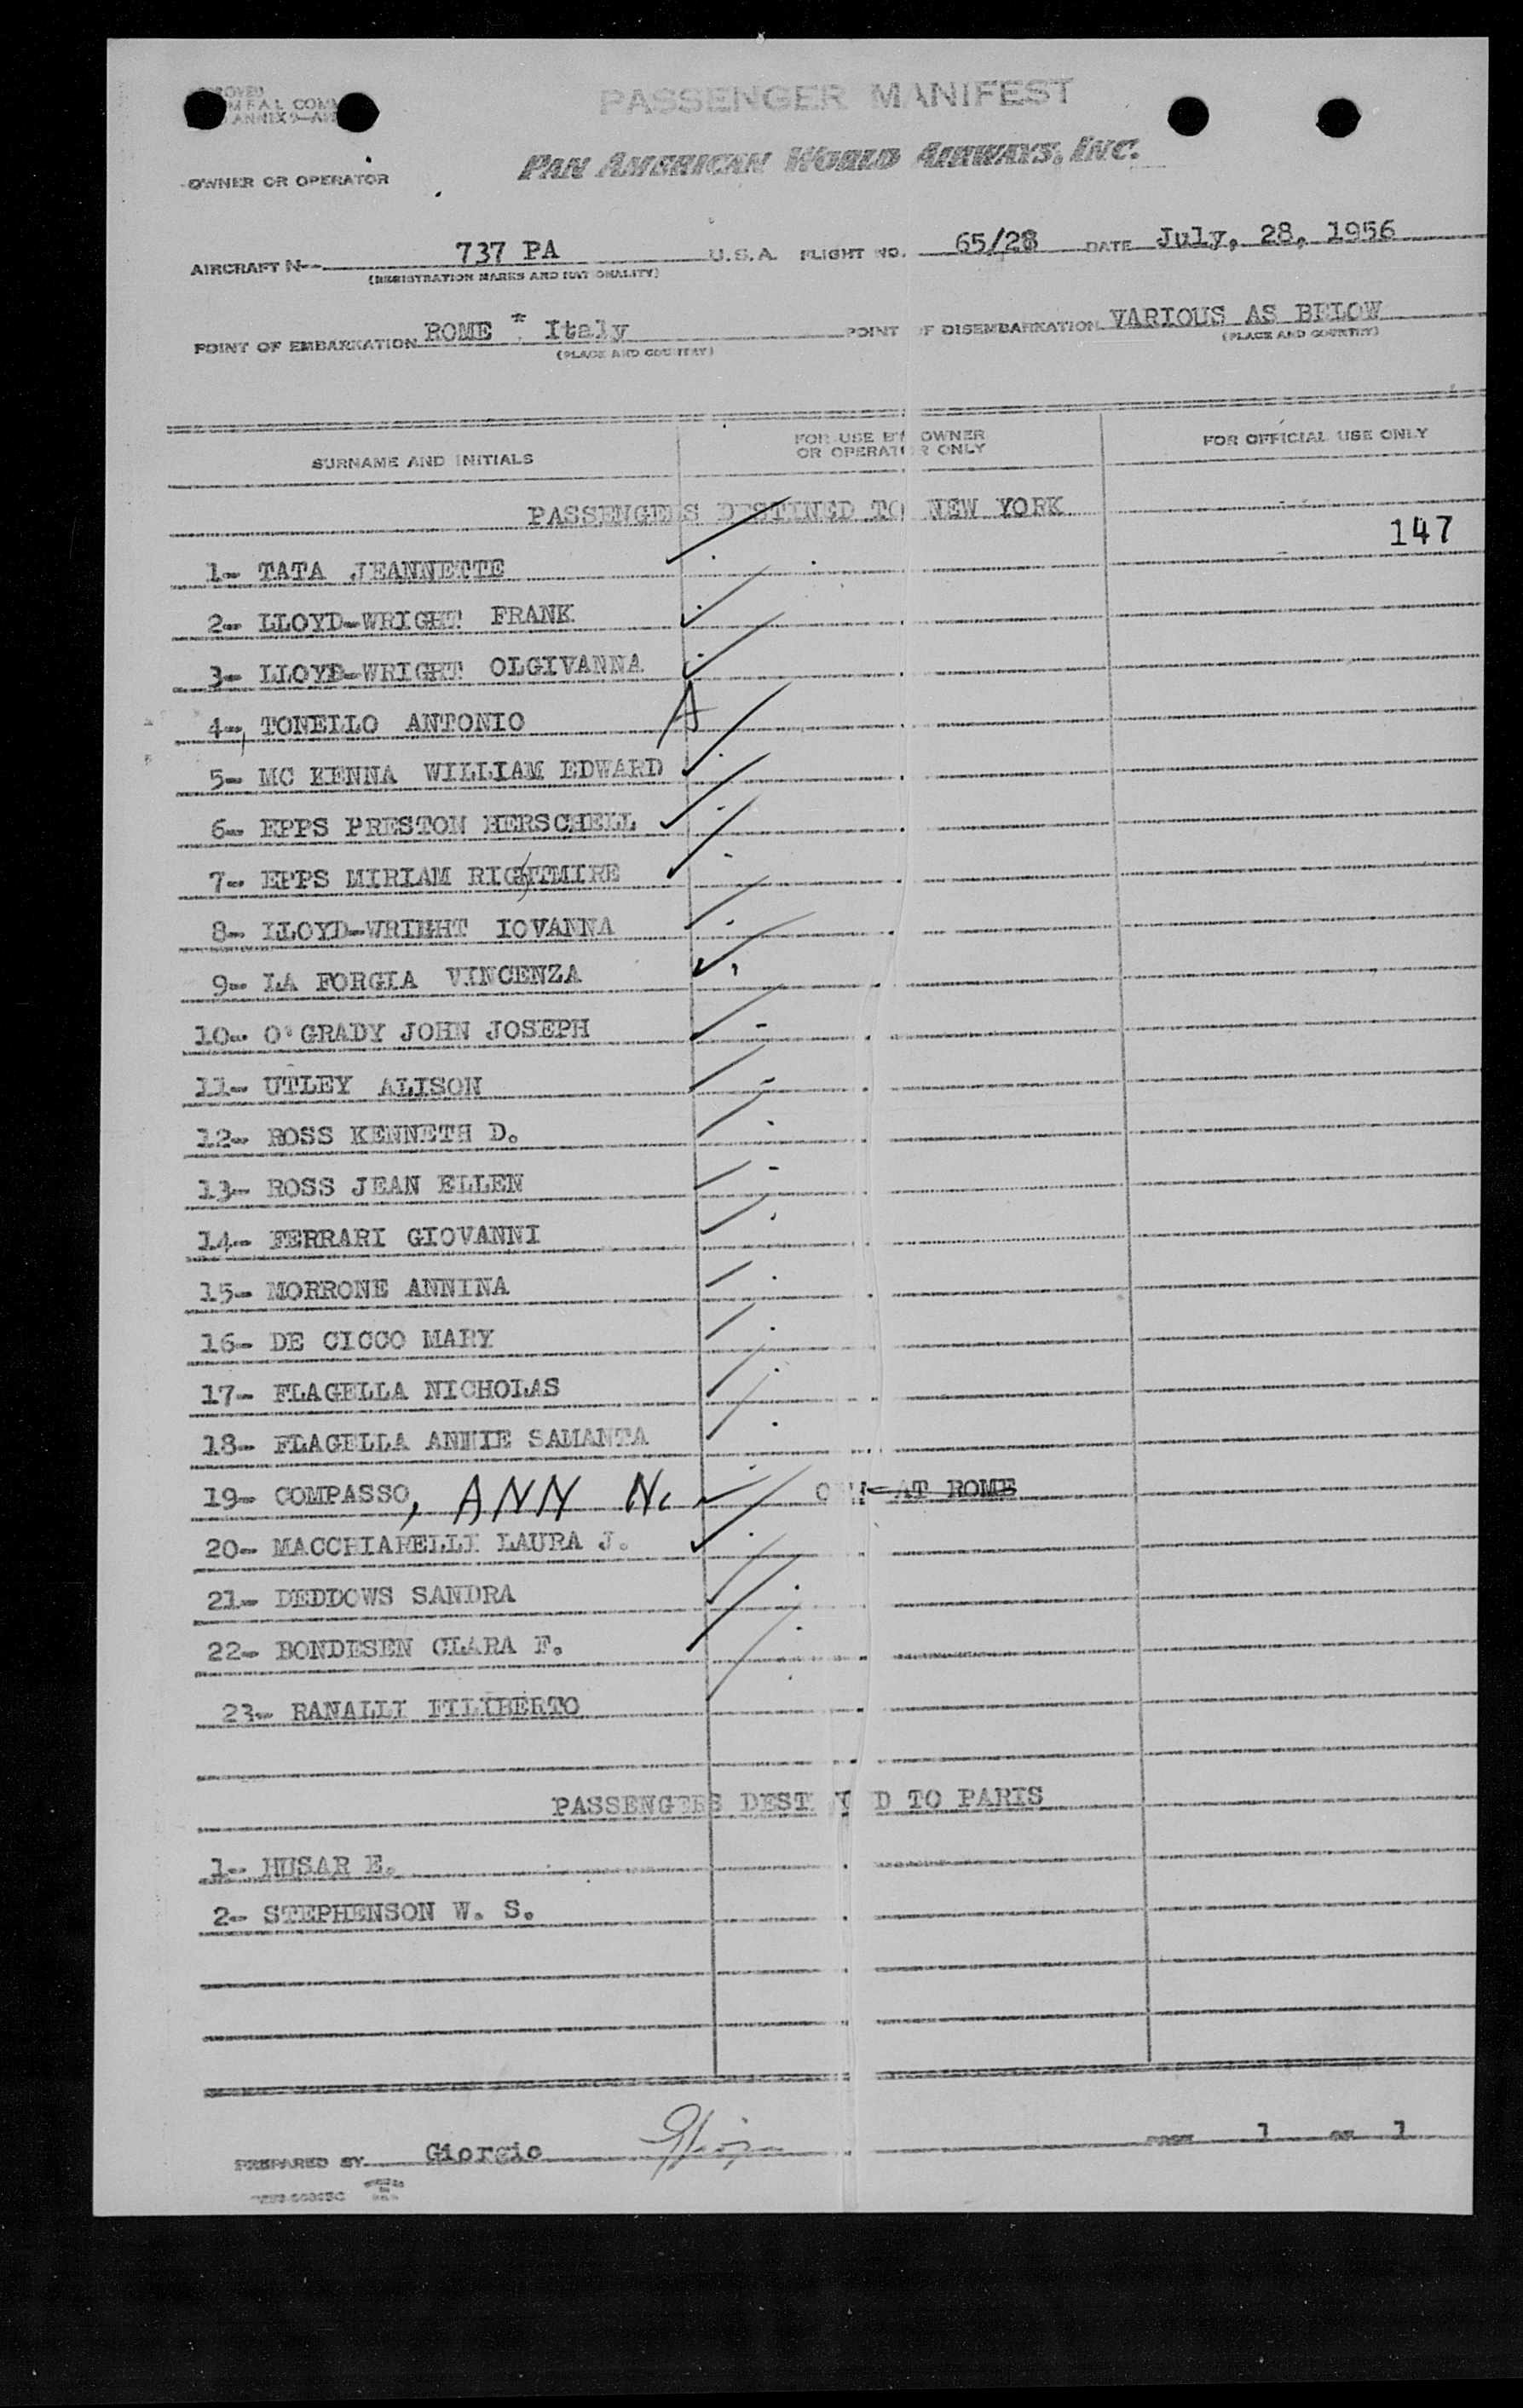 OWNER OR OPERATOR
PASSENGER MANIFEST
PAN AMERICAN WORLD AIRWAYS, INC.
AIRCRAFT N-- 737 PA U.S.A. FLIGHT NO. 65/28 DATE July, 28, 1956
(REGISTRATION MARKS AND NATIONALITY)
POINT OF EMBARKATION ROME Italy POINT OF DISEMBARKATION VARIOUS AS BELOW
(PLACE AND COUNTRY) (PLACE AND COUNTRY)
SURNAME AND INITIALS FOR USE BY OWNER OR OPERATOR ONLY FOR OFFICIAL USE ONLY
PASSENGERS DESTINED TO NEW YORK
147
1- TATA JEANNETTE
2- LLOYD-WRIGHT FRANK
3- LLOYD-WRIGHT OLGIVANNA
4- TONELLO ANTONIO A
5- MC KENNA WILLIAM EDWARD
6- EPPS PRESTON HERSCHELL
7- EPPS MIRIAM RIGHTMIRE
8- LLOYD-WRIHHT IOVANNA
9- LA FORGIA VINCENZA
10- O'GRADY JOHN JOSEPH
11- UTLEY ALISON
12- ROSS KENNETH D.
13- ROSS JEAN ELLEN
14- FERRARI GIOVANNI
15- MORRONE ANNINA
16- DE CICCO MARY
17- FLAGELLA NICHOLAS
18- FLAGELLA ANNIE SAMANTA
19- COMPASSO, ANN N. AT ROME
20- MACCHIARELLI LAURA J.
21- DEDDOWS SANDRA
22- BONDESEN CLARA F.
23- RANALLI FILIBERTO
PASSENGERS DESTINED TO PARIS
1- HUSAR E.
2- STEPHENSON W. S.
PREPARED BY Giorgio PAGE 1 OF 1